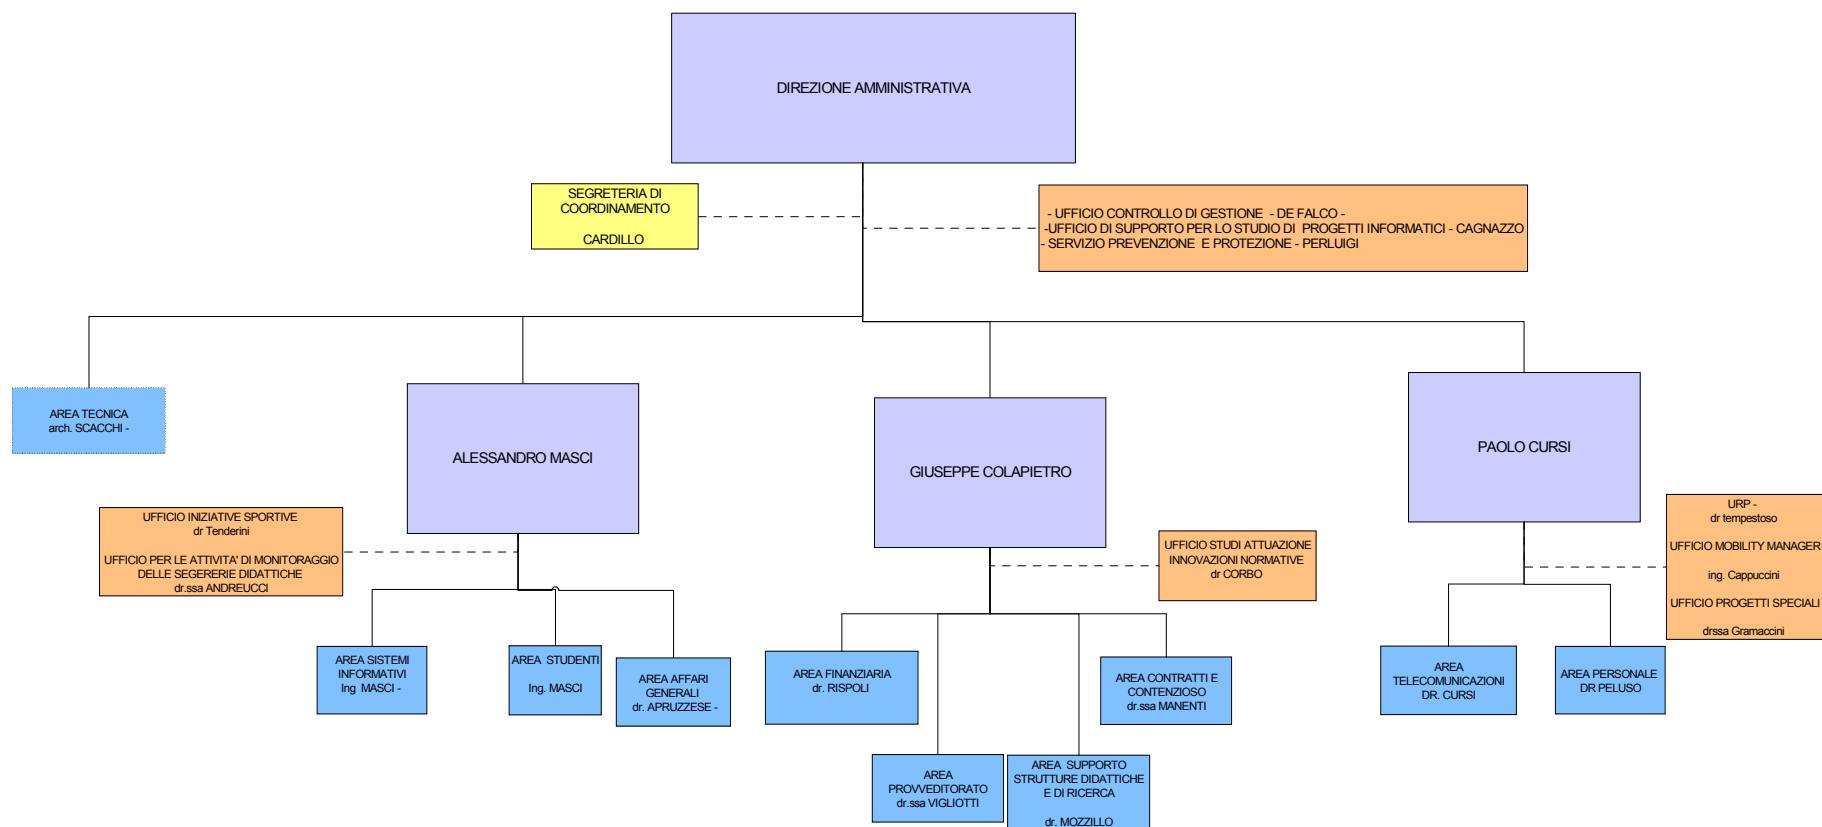 DIREZIONE AMMINISTRATIVA
SEGRETERIA DI
COORDINAMENTO
CARDILLO
- UFFICIO CONTROLLO DI GESTIONE - DE FALCO -
-UFFICIO DI SUPPORTO PER LO STUDIO DI PROGETTI INFORMATICI - CAGNAZZO
- SERVIZIO PREVENZIONE E PROTEZIONE - PERLUIGI
AREA TECNICA
arch. SCACCHI -
ALESSANDRO MASCI
GIUSEPPE COLAPIETRO
PAOLO CURSI
UFFICIO INIZIATIVE SPORTIVE
dr Tenderini
UFFICIO PER LE ATTIVITA' DI MONITORAGGIO
DELLE SEGERERIE DIDATTICHE
dr.ssa ANDREUCCI
UFFICIO STUDI ATTUAZIONE
INNOVAZIONI NORMATIVE
dr CORBO
URP -
dr tempestoso
UFFICIO MOBILITY MANAGER
ing. Cappuccini
UFFICIO PROGETTI SPECIALI
drssa Gramaccini
AREA SISTEMI
INFORMATIVI
Ing MASCI -
AREA STUDENTI
Ing. MASCI
AREA AFFARI
GENERALI
dr. APRUZZESE -
AREA FINANZIARIA
dr. RISPOLI
AREA CONTRATTI E
CONTENZIOSO
dr.ssa MANENTI
AREA
TELECOMUNICAZIONI
DR. CURSI
AREA PERSONALE
DR PELUSO
AREA
PROVVEDITORATO
dr.ssa VIGLIOTTI
AREA SUPPORTO
STRUTTURE DIDATTICHE
E DI RICERCA
dr. MOZZILLO